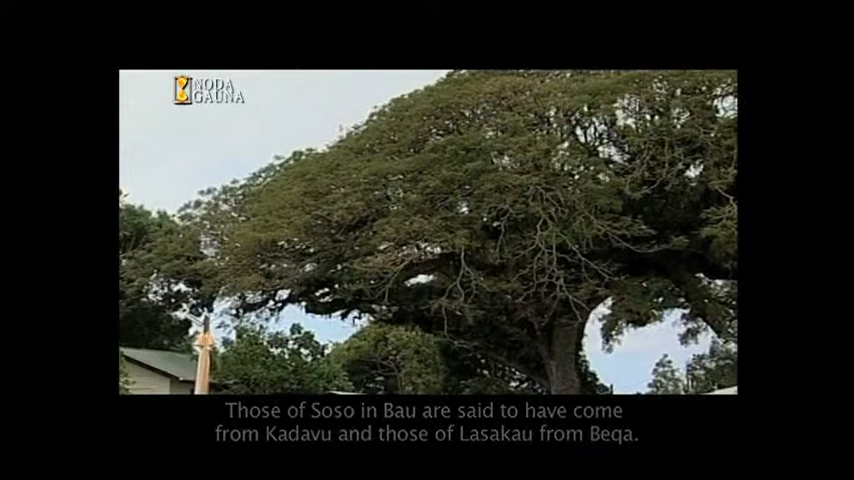 NODA
GAUNA
Those of Soso in Bau are said to have come
from Kadavu and those of Lasakau from Beqa.